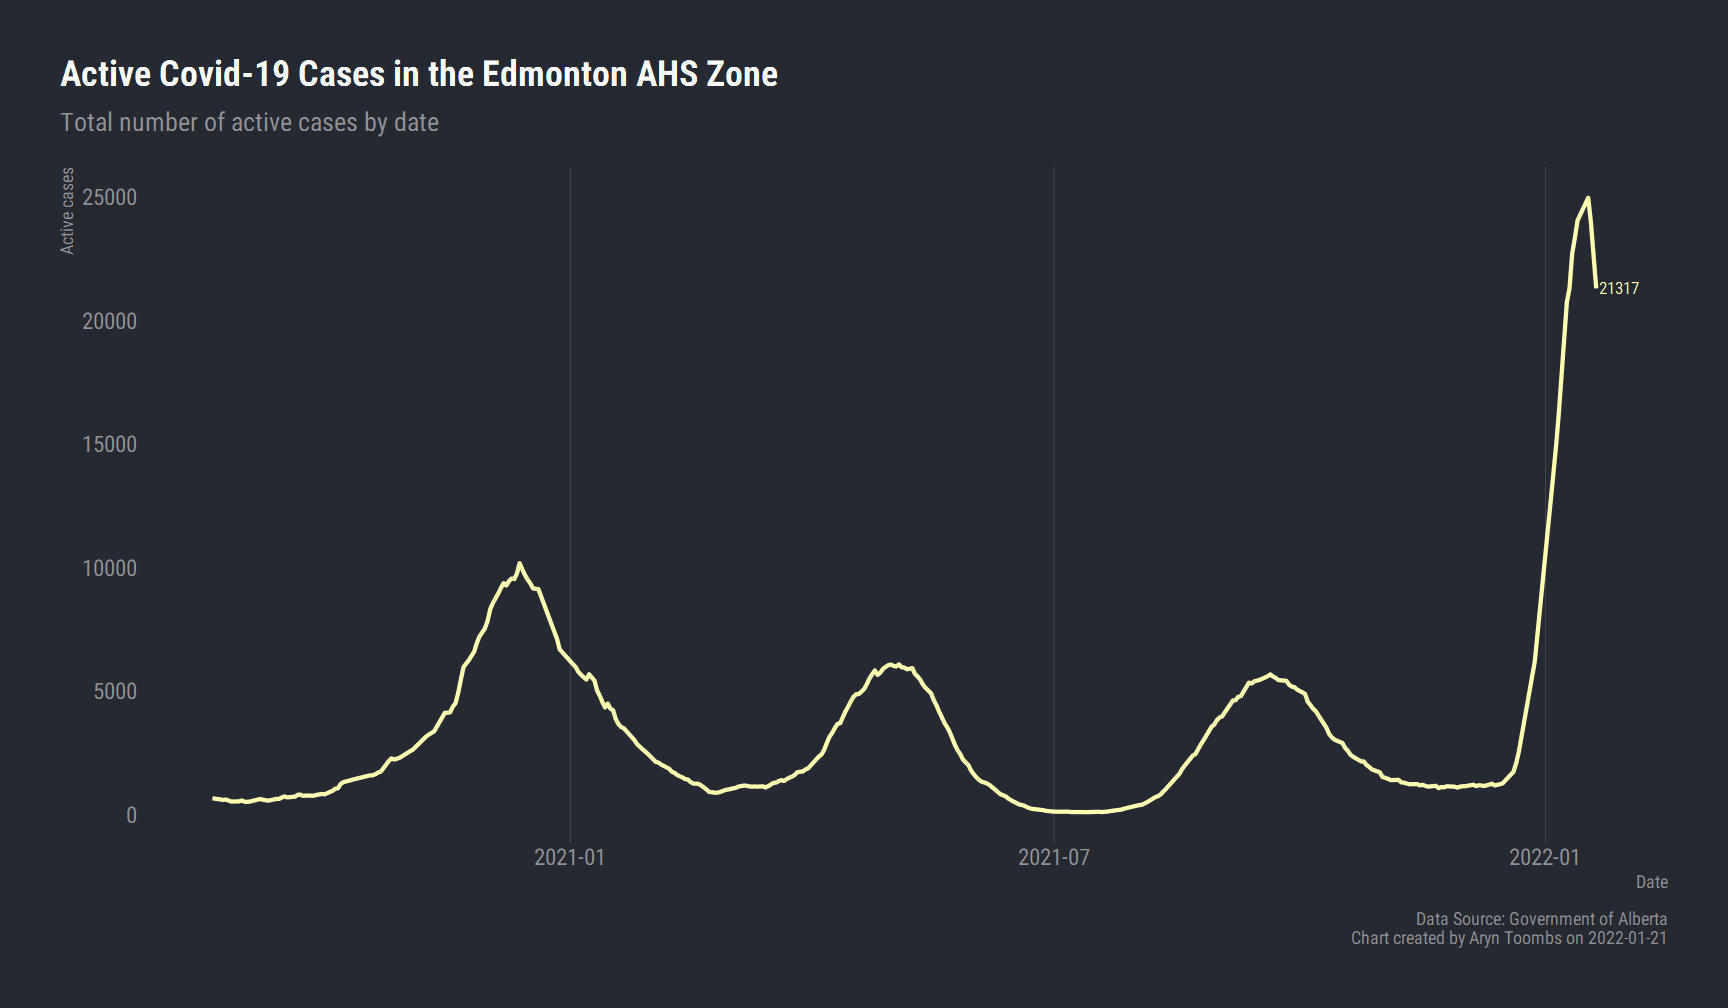 Active Covid-19 Cases in the Edmonton AHS Zone
Total number of active cases by date
Active cases
25000
20000
15000
10000
5000
0
21317
2021-01
2021-07
2022-01
Date
Data Source: Government of Alberta
Chart created by Aryn Toombs on 2022-01-21